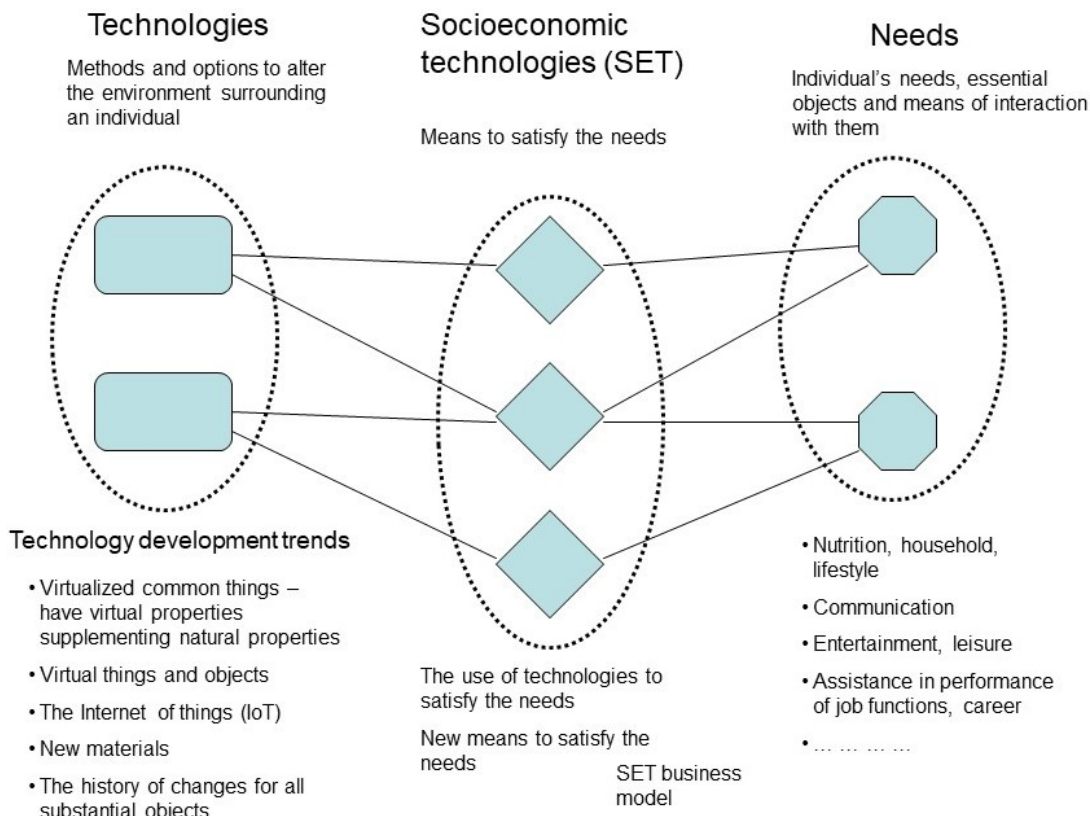 Technologies
Methods and options to alter
the environment surrounding
an individual
Socioeconomic
technologies (SET)
Means to satisfy the needs
Needs
Individual's needs, essential
objects and means of interaction
with them
Technology development trends
• Virtualized common things –
have virtual properties
supplementing natural properties
• Virtual things and objects
• The Internet of things (IoT)
• New materials
• The history of changes for all
substantial objects
The use of technologies to
satisfy the needs
New means to satisfy the
needs
SET business
model
• Nutrition, household,
lifestyle
• Communication
• Entertainment, leisure
• Assistance in performance
of job functions, career
• … … … …